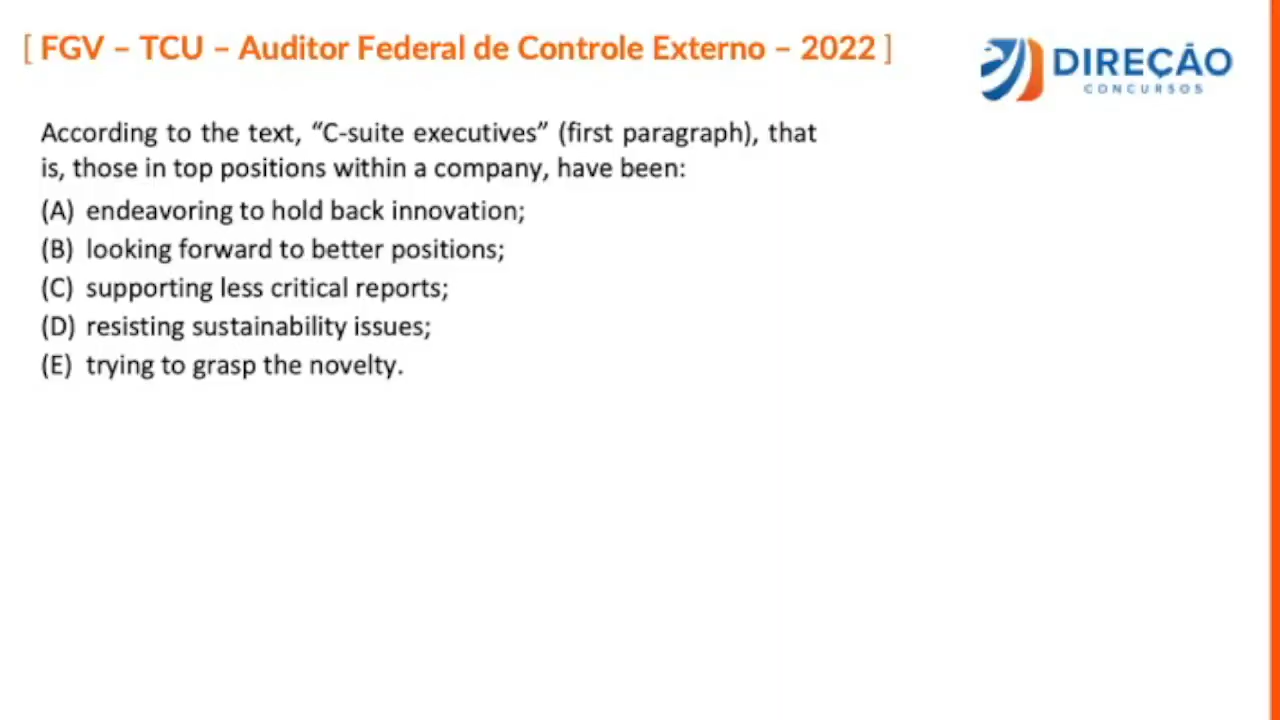 [ FGV – TCU – Auditor Federal de Controle Externo – 2022 ]
DIREÇÃO
CONCURSOS
According to the text, “C-suite executives” (first paragraph), that
is, those in top positions within a company, have been:
(A) endeavoring to hold back innovation;
(B) looking forward to better positions;
(C) supporting less critical reports;
(D) resisting sustainability issues;
(E) trying to grasp the novelty.